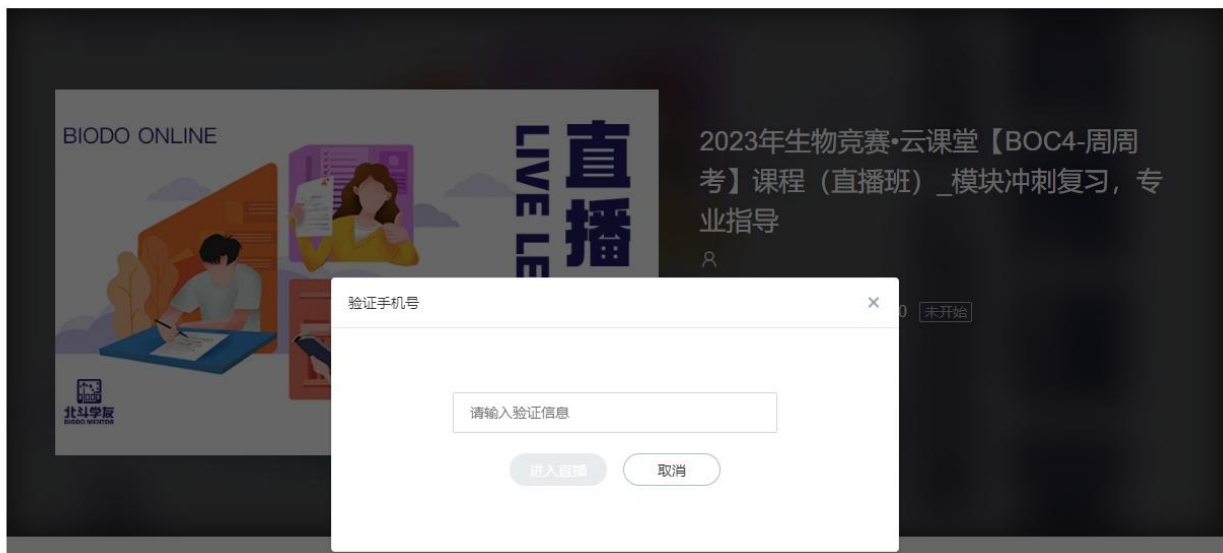 BIODO ONLINE
直播
LIVE LE
2023年生物竞赛•云课堂【BOC4-周周
考】课程（直播班）_模块冲刺复习，专
业指导
验证手机号
0 未开始
请输入验证信息
进入直播 取消
北斗学友
BIODO MENTOR